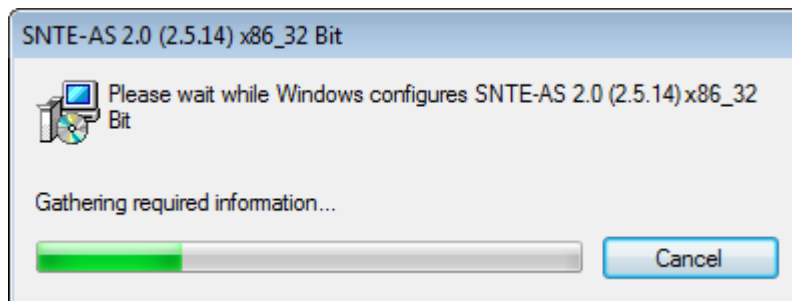 SNTE-AS 2.0 (2.5.14) x86_32 Bit
Please wait while Windows configures SNTE-AS 2.0 (2.5.14) x86_32
Bit
Gathering required information...
Cancel